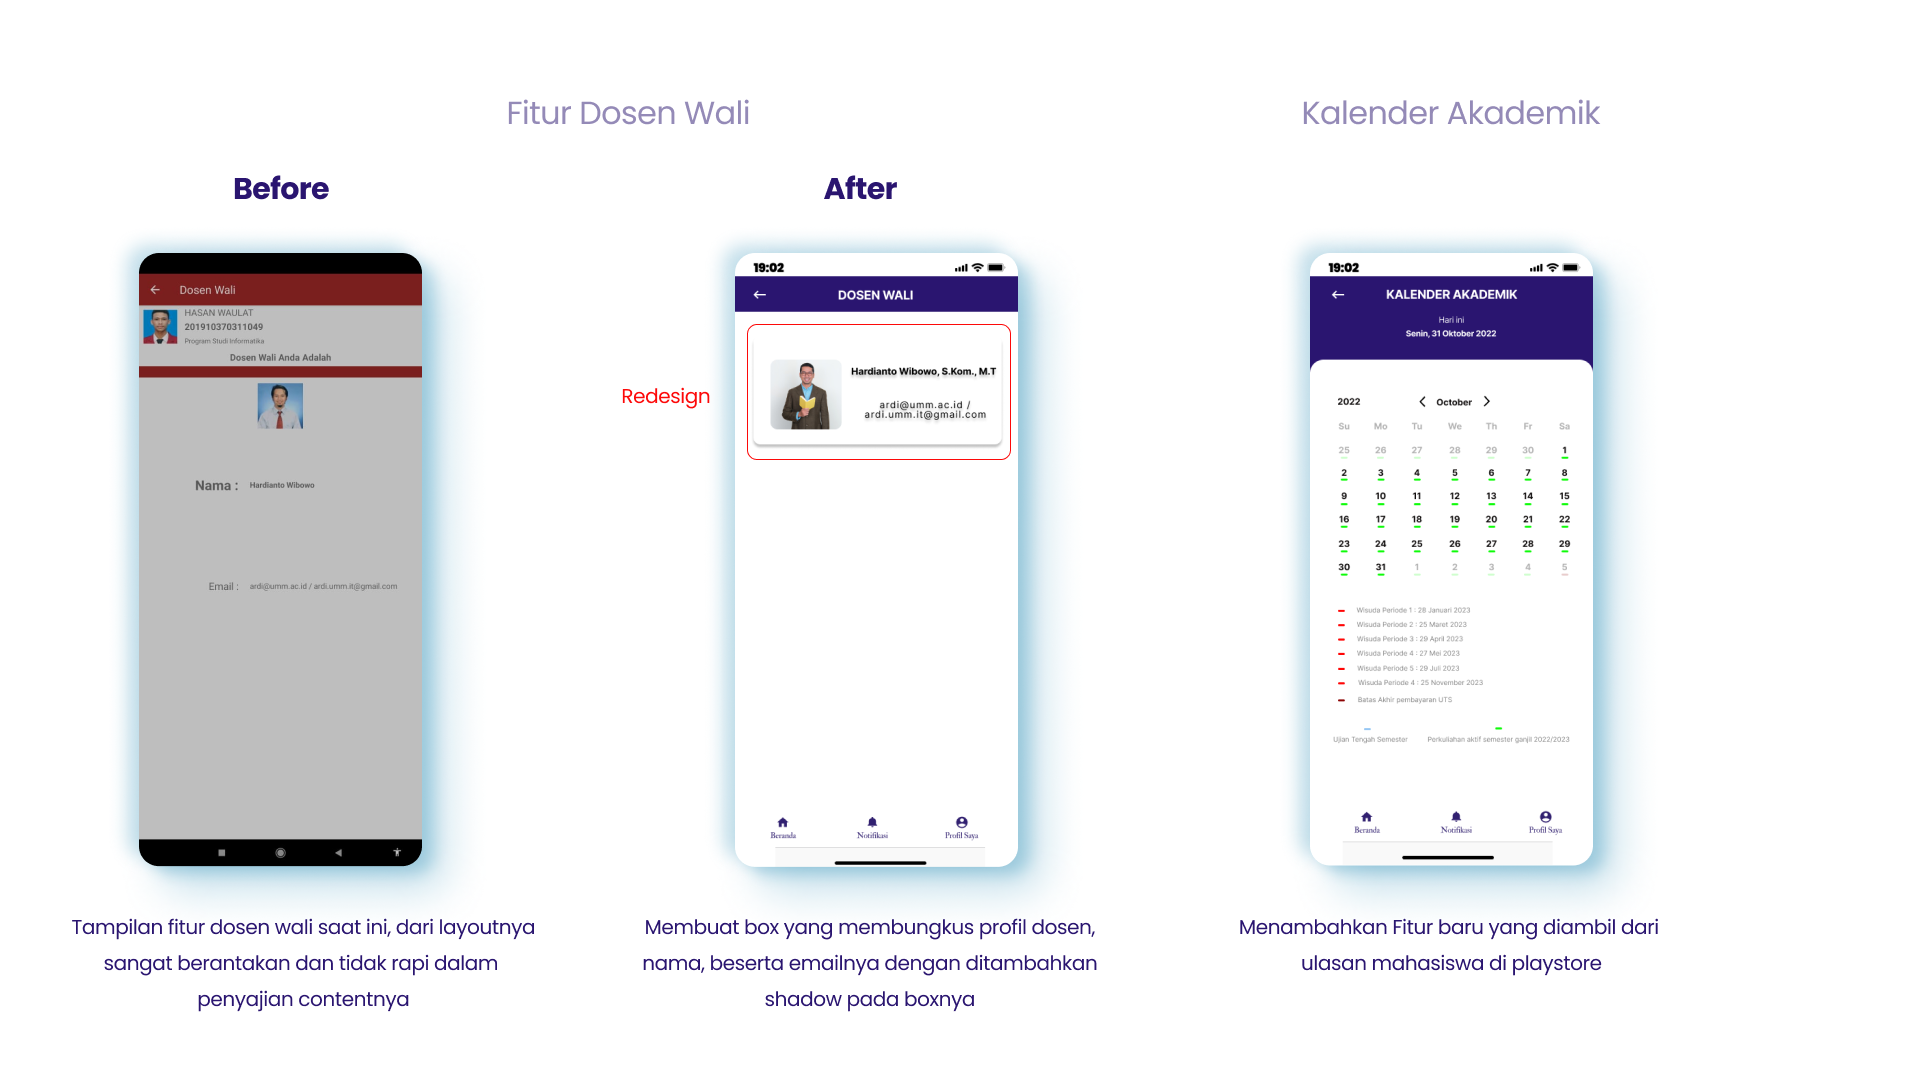 Fitur Dosen Wali
Before
Dosen Wali
HASAN WAULAT
201910370311049
Program Studi Informatika
Dosen Wali Anda Adalah
Nama : Hardianto Wibowo
Email : ardi@umm.ac.id / ardi.umm.it@gmail.com
Tampilan fitur dosen wali saat ini, dari layoutnya
sangat berantakan dan tidak rapi dalam
penyajian contentnya
After
Redesign
19:02
DOSEN WALI
Hardianto Wibowo, S.Kom., M.T
ardi@umm.ac.id /
ardi.umm.it@gmail.com
Beranda Notifikasi Profil Saya
Membuat box yang membungkus profil dosen,
nama, beserta emailnya dengan ditambahkan
shadow pada boxnya
Kalender Akademik
19:02
KALENDER AKADEMIK
Hari ini
Senin, 31 Oktober 2022
2022 October
Su Mo Tu We Th Fr Sa
25 26 27 28 29 30 1
2 3 4 5 6 7 8
9 10 11 12 13 14 15
16 17 18 19 20 21 22
23 24 25 26 27 28 29
30 31 1 2 3 4 5
Wisuda Periode 1 : 28 Januari 2023
Wisuda Periode 2 : 25 Maret 2023
Wisuda Periode 3 : 29 April 2023
Wisuda Periode 4 : 27 Mei 2023
Wisuda Periode 5 : 29 Juli 2023
Wisuda Periode 4 : 25 November 2023
Batas Akhir pembayaran UTS
Ujian Tengah Semester Perkuliahan aktif semester ganjil 2022/2023
Beranda Notifikasi Profil Saya
Menambahkan Fitur baru yang diambil dari
ulasan mahasiswa di playstore